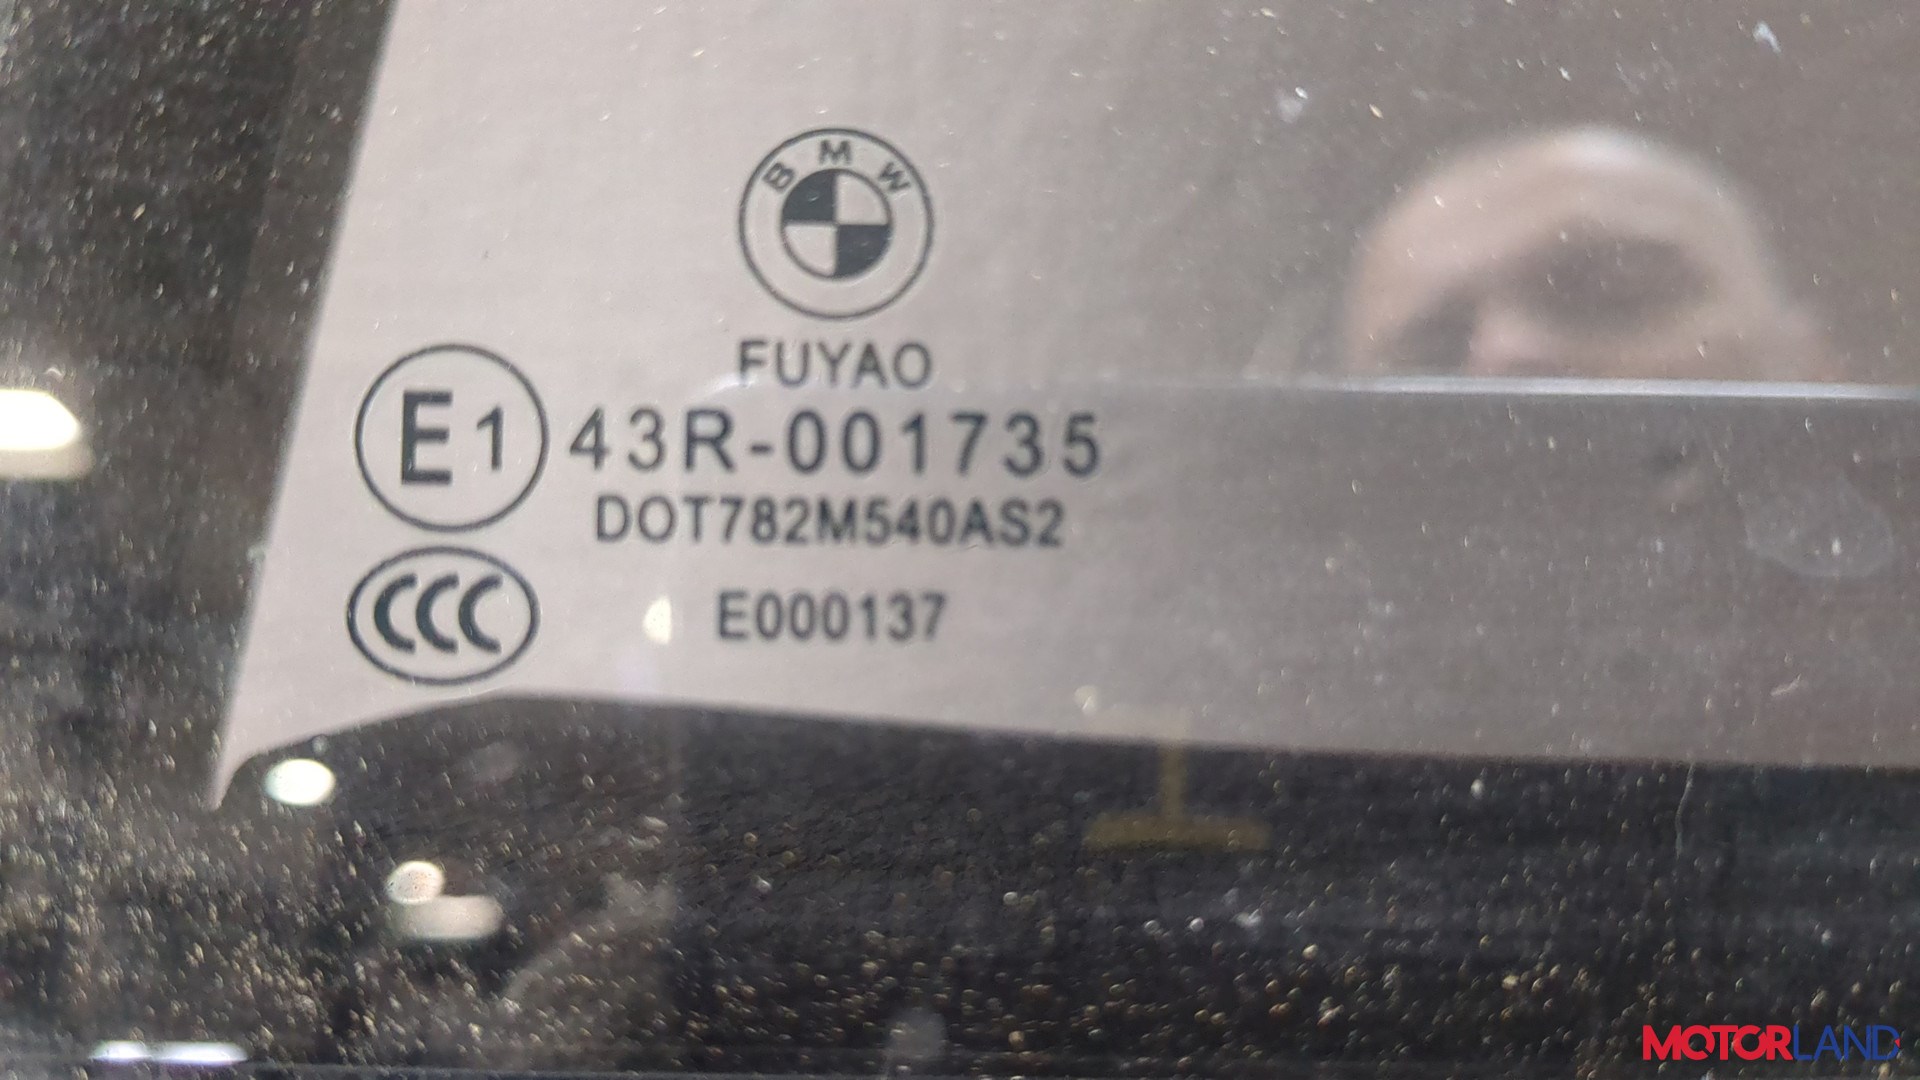 BMW
FUYAO
E1 43R-001735
DOT782M540AS2
CCC E000137
MOTORLAND